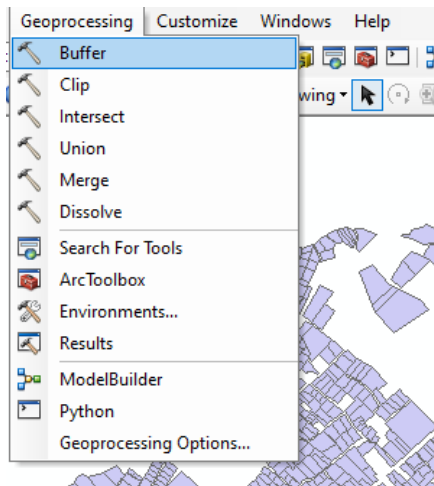 Geoprocessing Customize Windows Help
Buffer
Clip
wing
Intersect
Union
Merge
Dissolve
Search For Tools
ArcToolbox
Environments...
Results
ModelBuilder
Python
Geoprocessing Options...